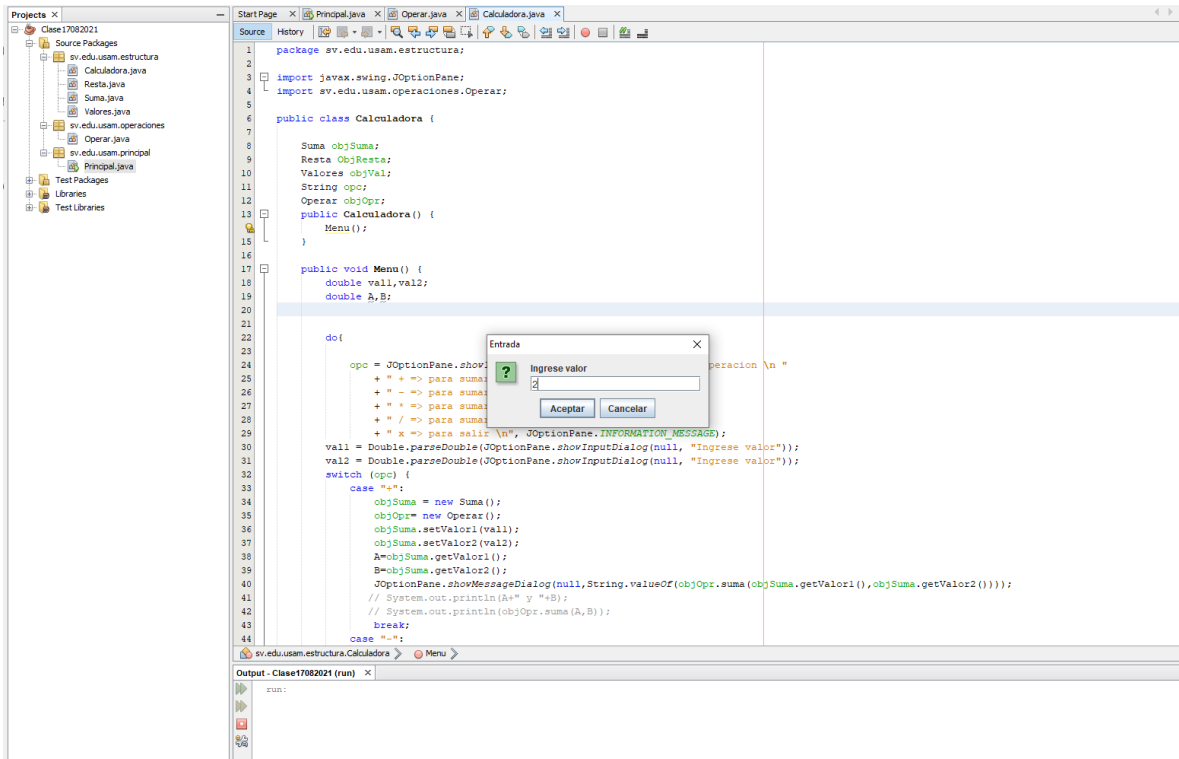 Projects
Clase17082021
Source Packages
sv.edu.usam.estructura
Calculadora.java
Resta.java
Suma.java
Valores.java
sv.edu.usam.operaciones
Operar.java
sv.edu.usam.principal
Principal.java
Test Packages
Libraries
Test Libraries
Start Page Principal.java Operar.java Calculadora.java
Source History
1 package sv.edu.usam.estructura;
2
3 import javax.swing.JOptionPane;
4 import sv.edu.usam.operaciones.Operar;
5
6 public class Calculadora {
7
8 Suma objSuma;
9 Resta ObjResta;
10 Valores objVal;
11 String opc;
12 Operar objOpr;
13 public Calculadora() {
Menu();
15 }
16
17 public void Menu() {
18 double val1,val2;
19 double A,B;
20
21
22 do{
23
24 opc = JOptionPane.show peracion \n "
25 + " + => para suma
26 + " - => para suma
27 + " * => para suma
28 + " / => para suma
29 + " x => para salir \n", JOptionPane.INFORMATION_MESSAGE);
30 val1 = Double.parseDouble(JOptionPane.showInputDialog(null, "Ingrese valor"));
31 val2 = Double.parseDouble(JOptionPane.showInputDialog(null, "Ingrese valor"));
32 switch (opc) {
33 case "+":
34 objSuma = new Suma();
35 objOpr= new Operar();
36 objSuma.setValor1(val1);
37 objSuma.setValor2(val2);
38 A=objSuma.getValor1();
39 B=objSuma.getValor2();
40 JOptionPane.showMessageDialog(null,String.valueOf(objOpr.suma(objSuma.getValor1(),objSuma.getValor2())));
41 // System.out.println(A+" y "+B);
42 // System.out.println(objOpr.suma(A,B));
43 break;
44 case "-":
Entrada
Ingrese valor
2
Aceptar Cancelar
sv.edu.usam.estructura.Calculadora Menu
Output - Clase17082021 (run)
run: